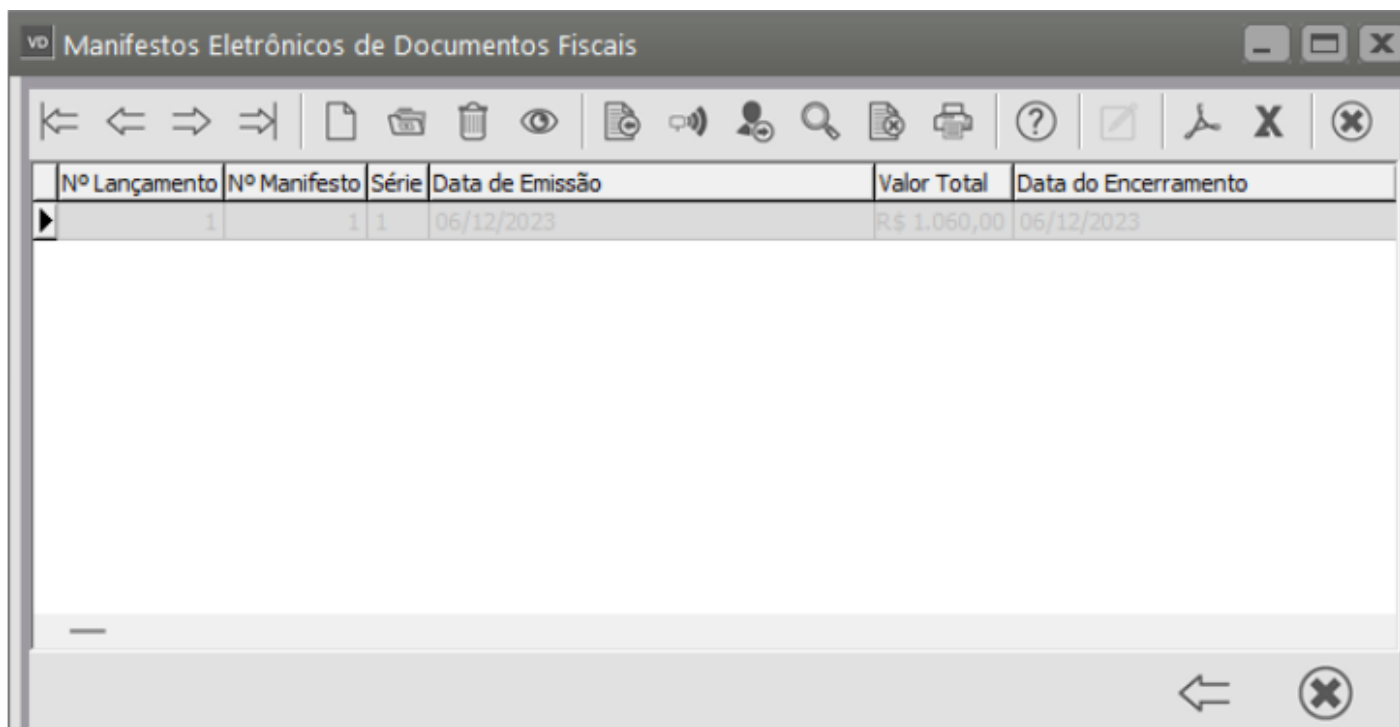 VD Manifestos Eletrônicos de Documentos Fiscais
Nº Lançamento Nº Manifesto Série Data de Emissão Valor Total Data do Encerramento
1 1 1 06/12/2023 R$ 1.060,00 06/12/2023